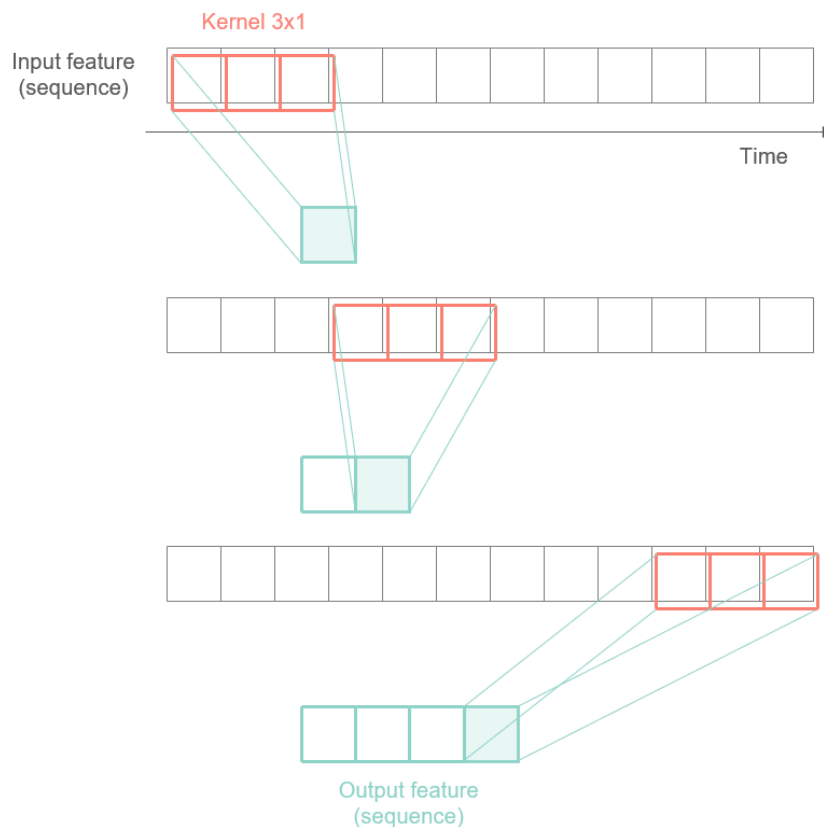 Kernel 3x1
Input feature
(sequence)
Time
Output feature
(sequence)